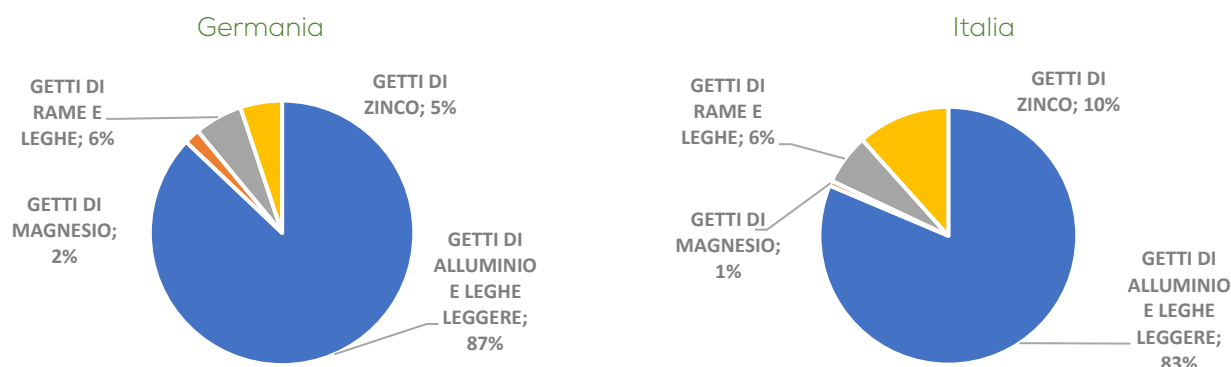 Germania
GETTI DI
RAME E
LEGHE; 6%
GETTI DI
ZINCO; 5%
GETTI DI
MAGNESIO;
2%
GETTI DI
ALLUMINIO
E LEGHE
LEGGERE;
87%
Italia
GETTI DI
RAME E
LEGHE; 6%
GETTI DI
ZINCO; 10%
GETTI DI
MAGNESIO;
1%
GETTI DI
ALLUMINIO
E LEGHE
LEGGERE;
83%